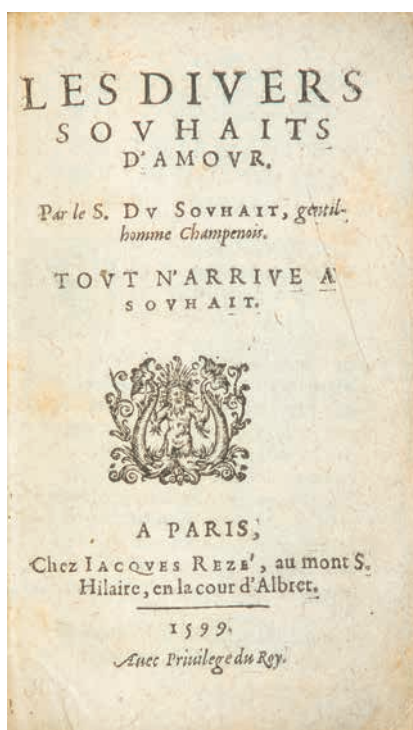 LES DIVERS
SOVHAITS
D'AMOVR.
Par le S. DV SOVHAIT, gentil-
homme Champenois.
TOVT N'ARRIVE A
SOVHAIT.
A PARIS,
Chez IACQVES REZE', au mont S.
Hilaire, en la cour d'Albret.
1599.
Auec Priuilege du Roy.